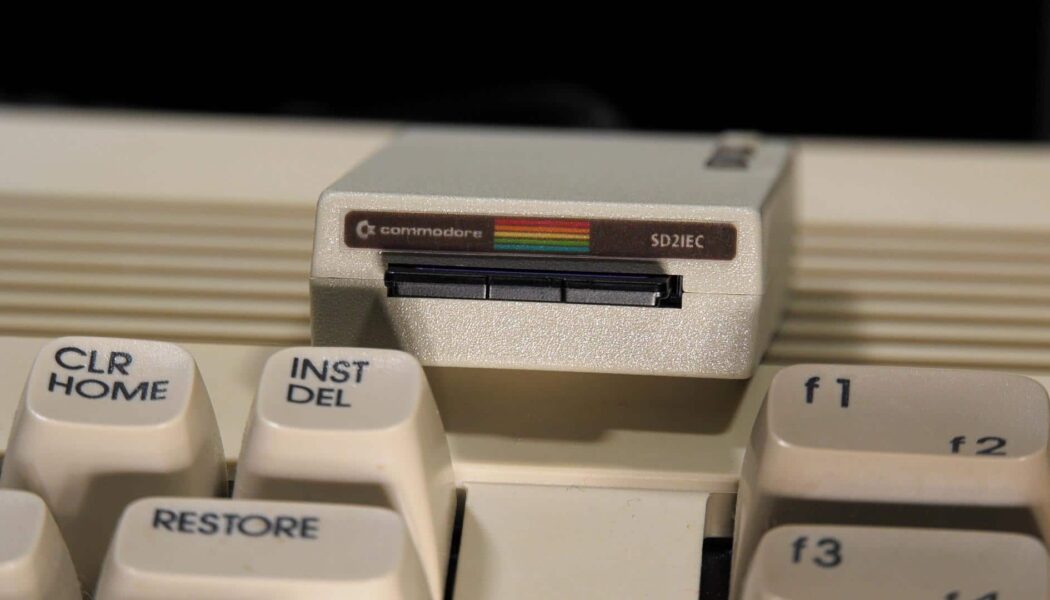 commodore SD2IEC
CLR
HOME
INST
DEL
f1
f2
RESTORE
f3